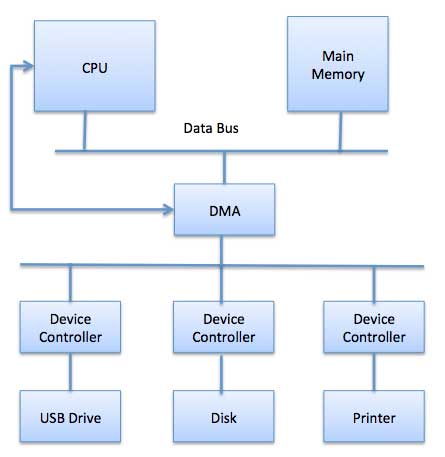 CPU
Main
Memory
Data Bus
DMA
Device
Controller
Device
Controller
Device
Controller
USB Drive
Disk
Printer